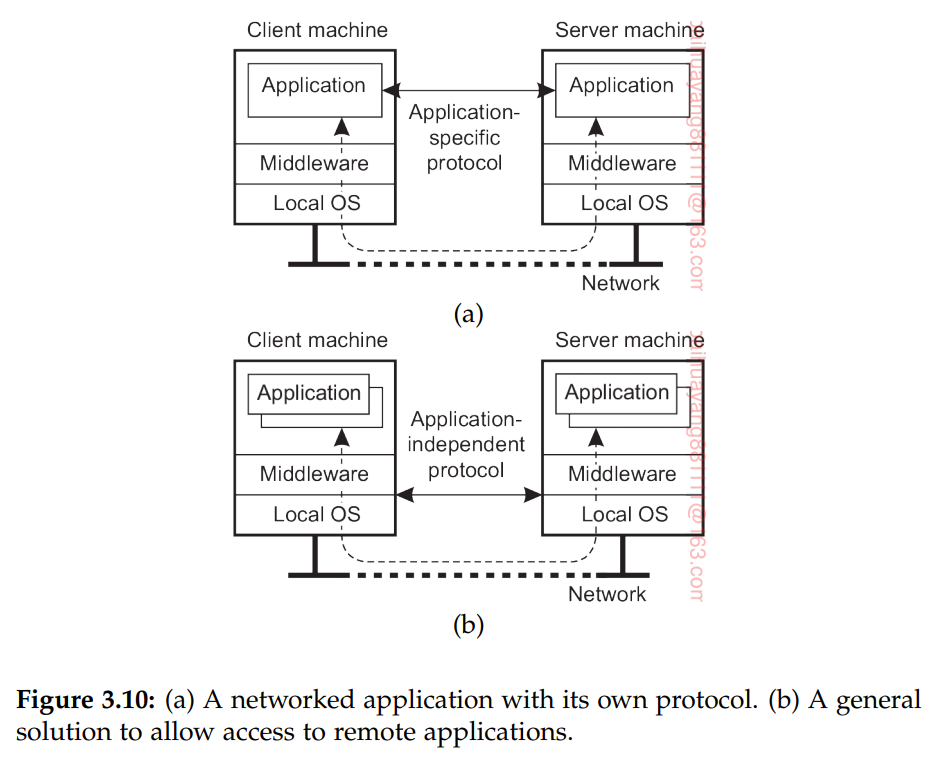 Client machine
Server machine
Application
Application
Application-
specific
protocol
Middleware
Middleware
Local OS
Local OS
Network
(a)
Client machine
Server machine
Application
Application
Application-
independent
protocol
Middleware
Middleware
Local OS
Local OS
Network
(b)
Figure 3.10: (a) A networked application with its own protocol. (b) A general
solution to allow access to remote applications.